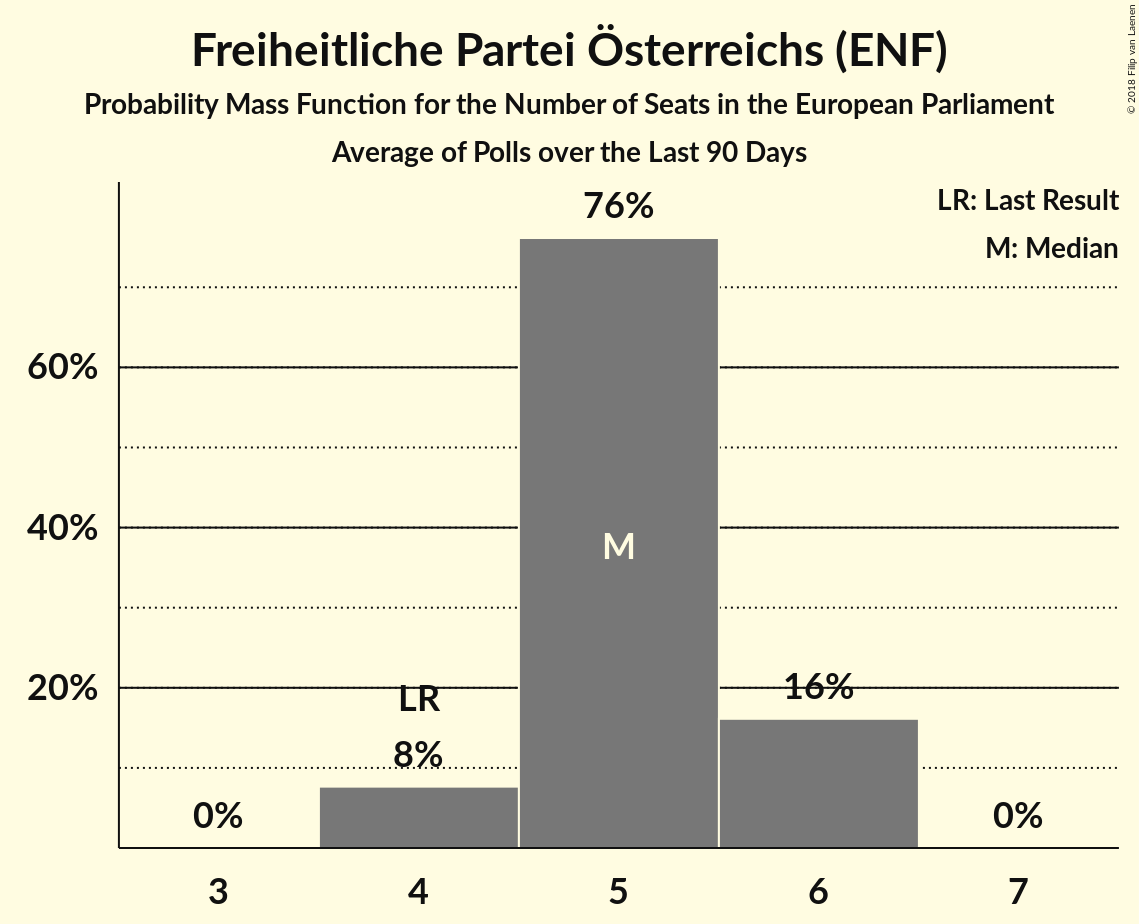 Freiheitliche Partei Österreichs (ENF)
Probability Mass Function for the Number of Seats in the European Parliament
Average of Polls over the Last 90 Days
© 2018 Filip van Laenen
LR: Last Result
M: Median
76%
60%
40%
M
20%
LR
16%
8%
0%
0%
3 4 5 6 7